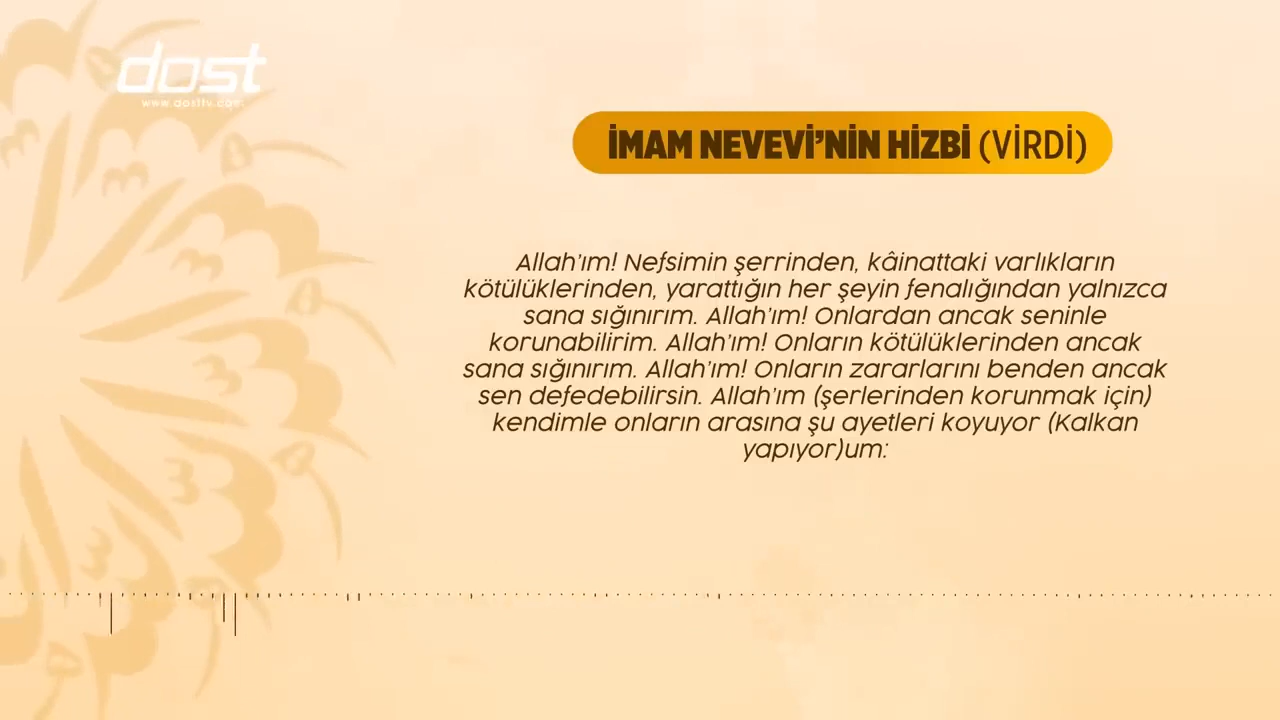 dost
www.dosttv.com
İMAM NEVEVİ'NİN HİZBİ (VİRDİ)
Allah'ım! Nefsimin şerrinden, kâinattaki varlıkların
kötülüklerinden, yarattığın her şeyin fenalığından yalnızca
sana sığınırım. Allah'ım! Onlardan ancak seninle
korunabilirim. Allah'ım! Onların kötülüklerinden ancak
sana sığınırım. Allah'ım! Onların zararlarını benden ancak
sen defedebilirsin. Allah'ım (şerlerinden korunmak için)
kendimle onların arasına şu ayetleri koyuyor (Kalkan
yapıyor)um: